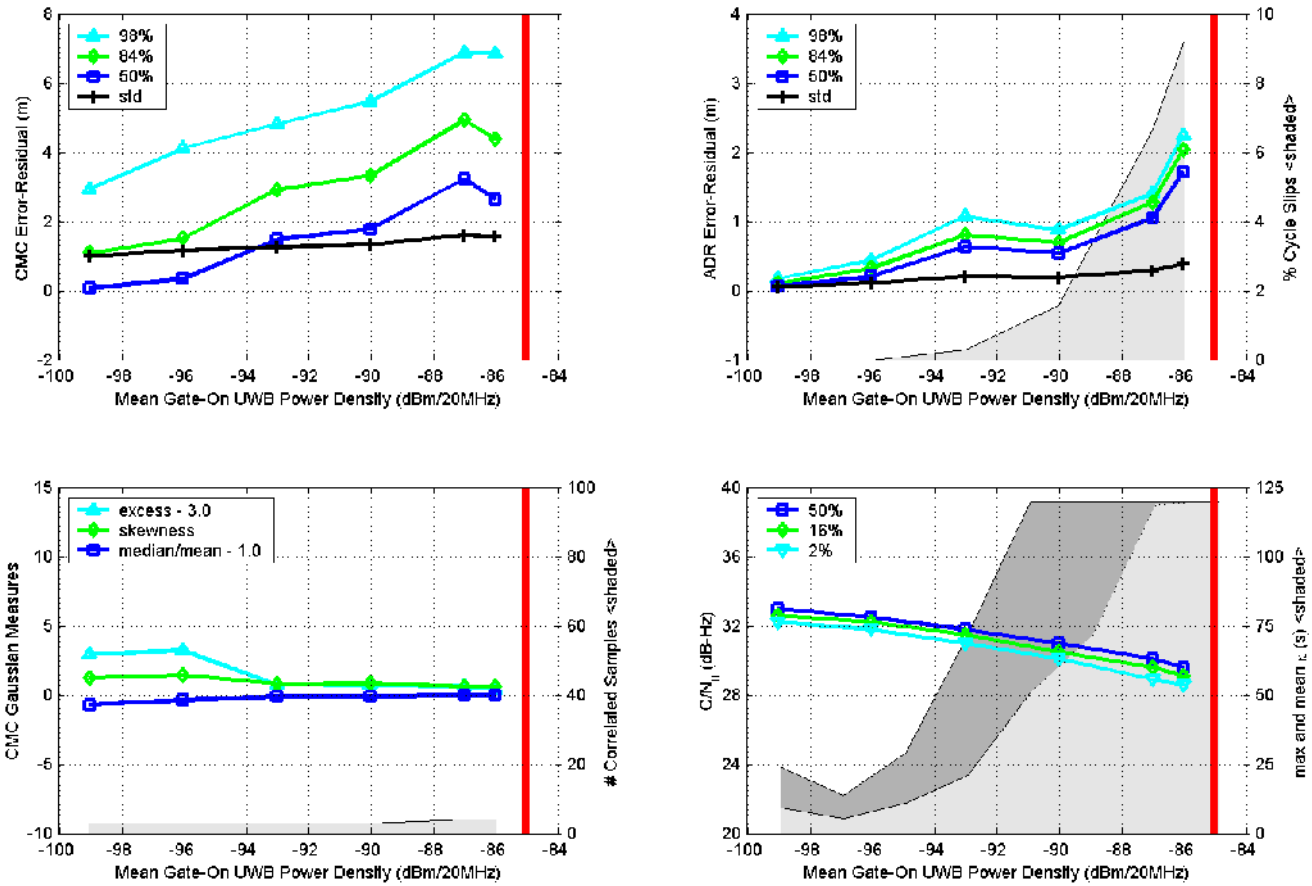 8
6
4
2
0
-2
CMC Error-Residual (m)
98%
84%
50%
std
-100 -98 -96 -94 -92 -90 -88 -86 -84
Mean Gate-On UWB Power Density (dBm/20MHz)
4
3
2
1
0
-1
ADR Error-Residual (m)
98%
84%
50%
std
10
8
6
4
2
0
% Cycle Slips <shaded>
-100 -98 -96 -94 -92 -90 -88 -86 -84
Mean Gate-On UWB Power Density (dBm/20MHz)
15
10
5
0
-5
-10
CMC Gaussian Measures
excess - 3.0
skewness
median/mean - 1.0
100
80
60
40
20
0
# Correlated Samples <shaded>
-100 -98 -96 -94 -92 -90 -88 -86 -84
Mean Gate-On UWB Power Density (dBm/20MHz)
40
36
32
28
24
20
C/N0 (dB-Hz)
50%
16%
2%
125
100
75
50
25
0
max and mean (s) <shaded>
-100 -98 -96 -94 -92 -90 -88 -86 -84
Mean Gate-On UWB Power Density (dBm/20MHz)